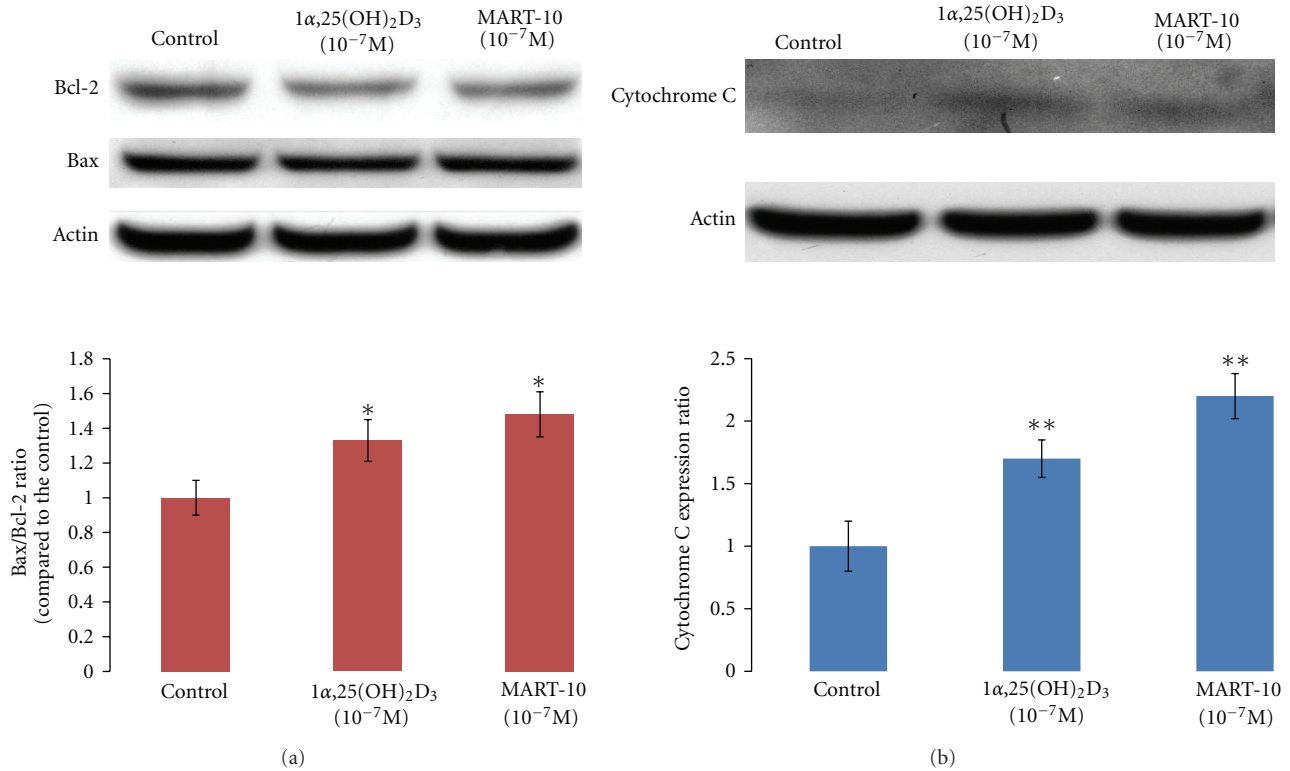 Control
1α,25(OH)₂D₃
(10⁻⁷M)
MART-10
(10⁻⁷M)
Bcl-2
Bax
Actin
1.8
1.6
1.4
1.2
1
0.8
0.6
0.4
0.2
0
Bax/Bcl-2 ratio
(compared to the control)
*
*
Control
1α,25(OH)₂D₃
(10⁻⁷M)
MART-10
(10⁻⁷M)
(a)
Control
1α,25(OH)₂D₃
(10⁻⁷M)
MART-10
(10⁻⁷M)
Cytochrome C
Actin
2.5
2
1.5
1
0.5
0
Cytochrome C expression ratio
**
**
Control
1α,25(OH)₂D₃
(10⁻⁷M)
MART-10
(10⁻⁷M)
(b)